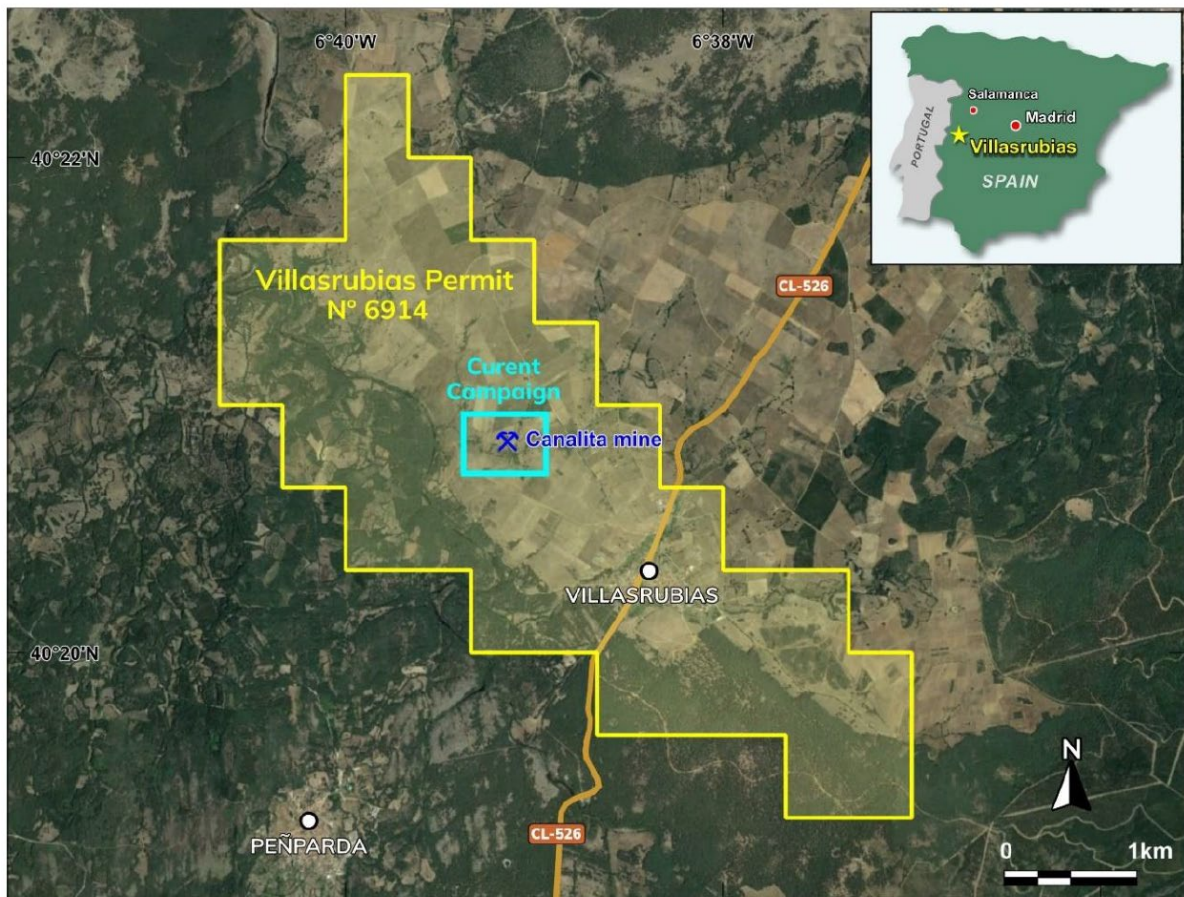 6°40'W
6°38'W
40°22'N
40°20'N
Salamanca
Madrid
Villasrubias
PORTUGAL
SPAIN
Villasrubias Permit
Nº 6914
CL-526
Curent
Campaign
Canalita mine
VILLASRUBIAS
PEÑPARDA
CL-526
N
0 1km